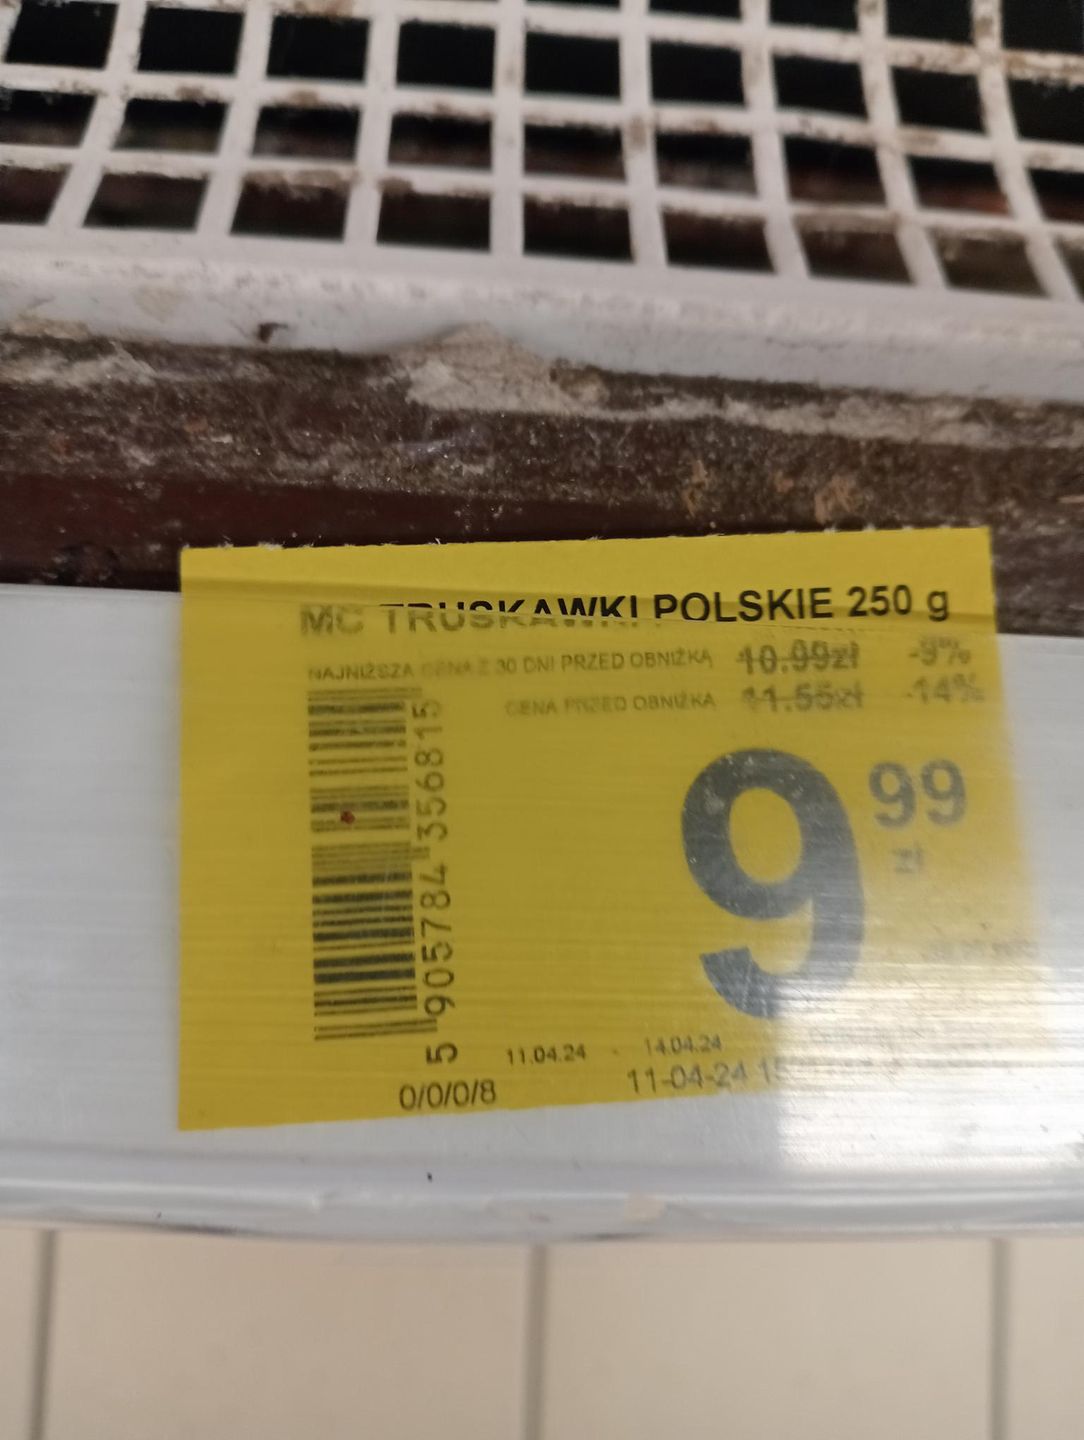 MC TRUSKAWKI POLSKIE 250 g
NAJNIŻSZA CENA Z 30 DNI PRZED OBNIŻKĄ 10.99zł -9%
CENA PRZED OBNIŻKĄ 11.55zł -14%
9 99
zł
5 905784 356815
11.04.24 - 14.04.24
0/0/0/8 11-04-24 15